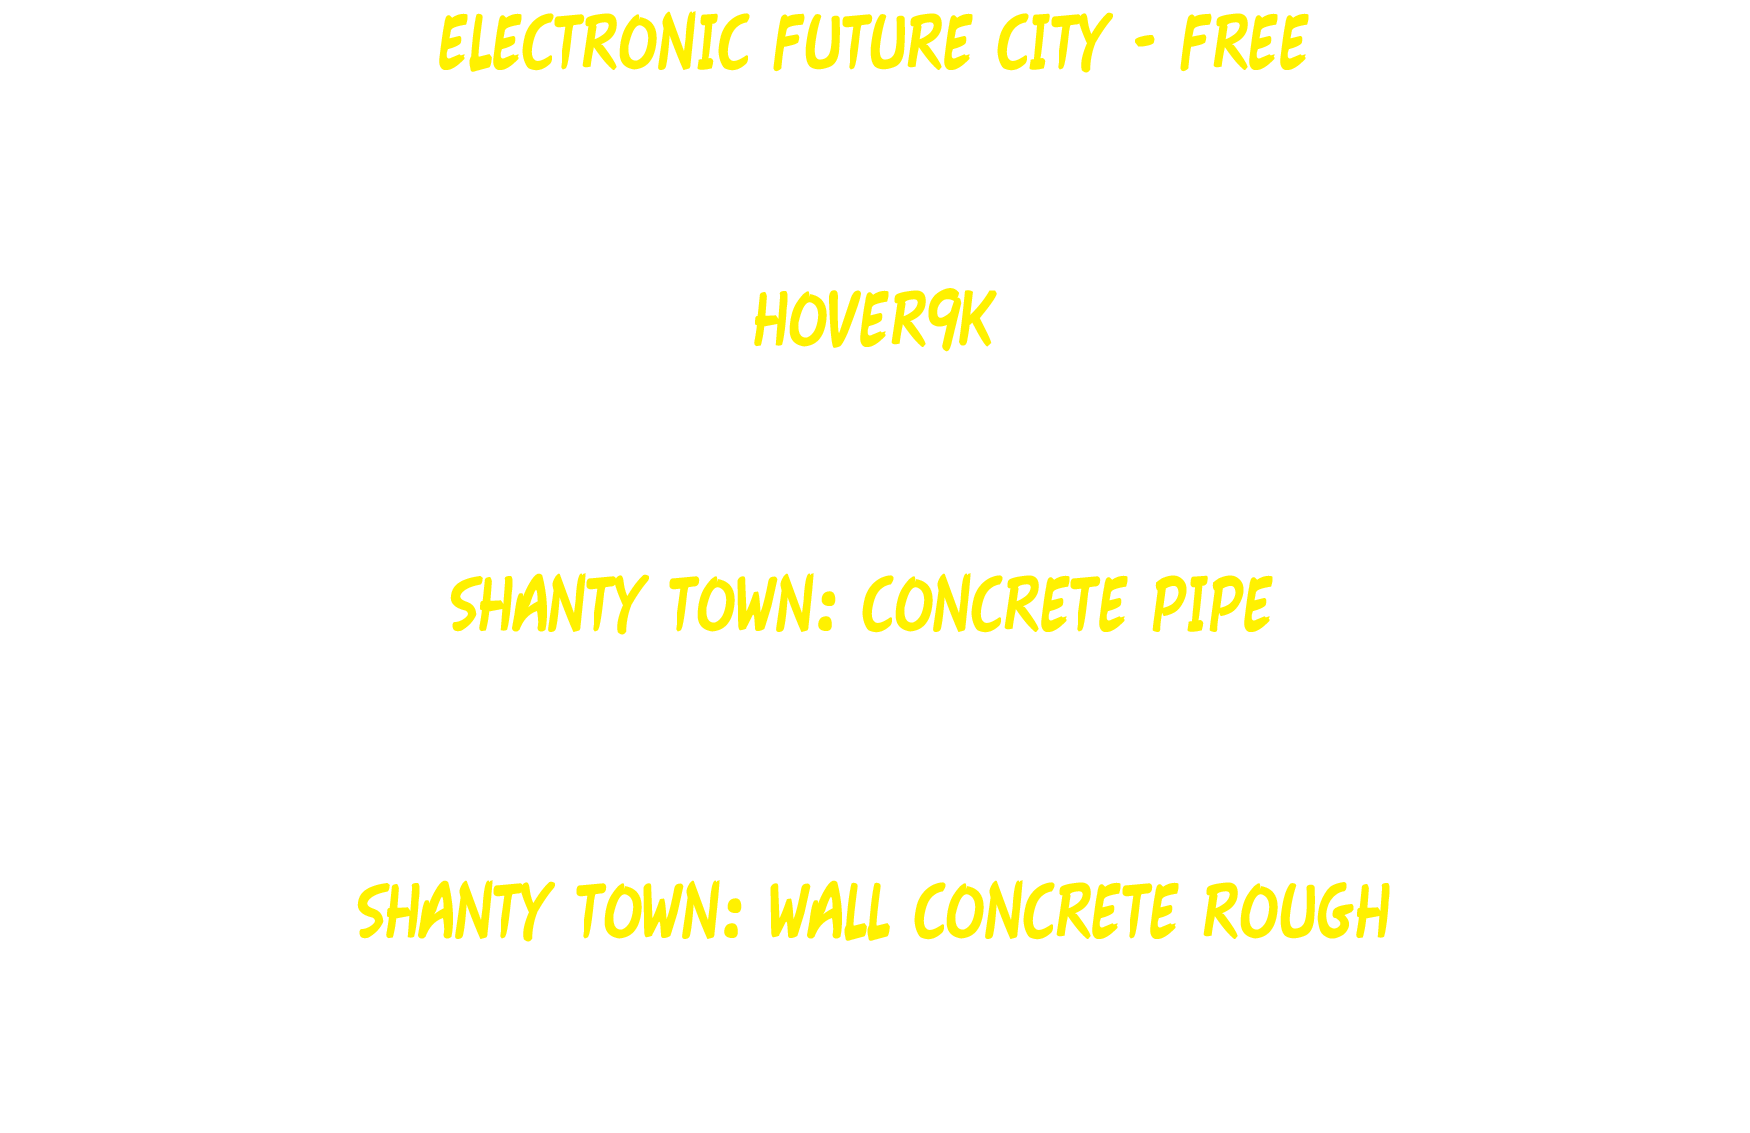 ELECTRONIC FUTURE CITY - FREE
HOVER9K
SHANTY TOWN: CONCRETE PIPE
SHANTY TOWN: WALL CONCRETE ROUGH